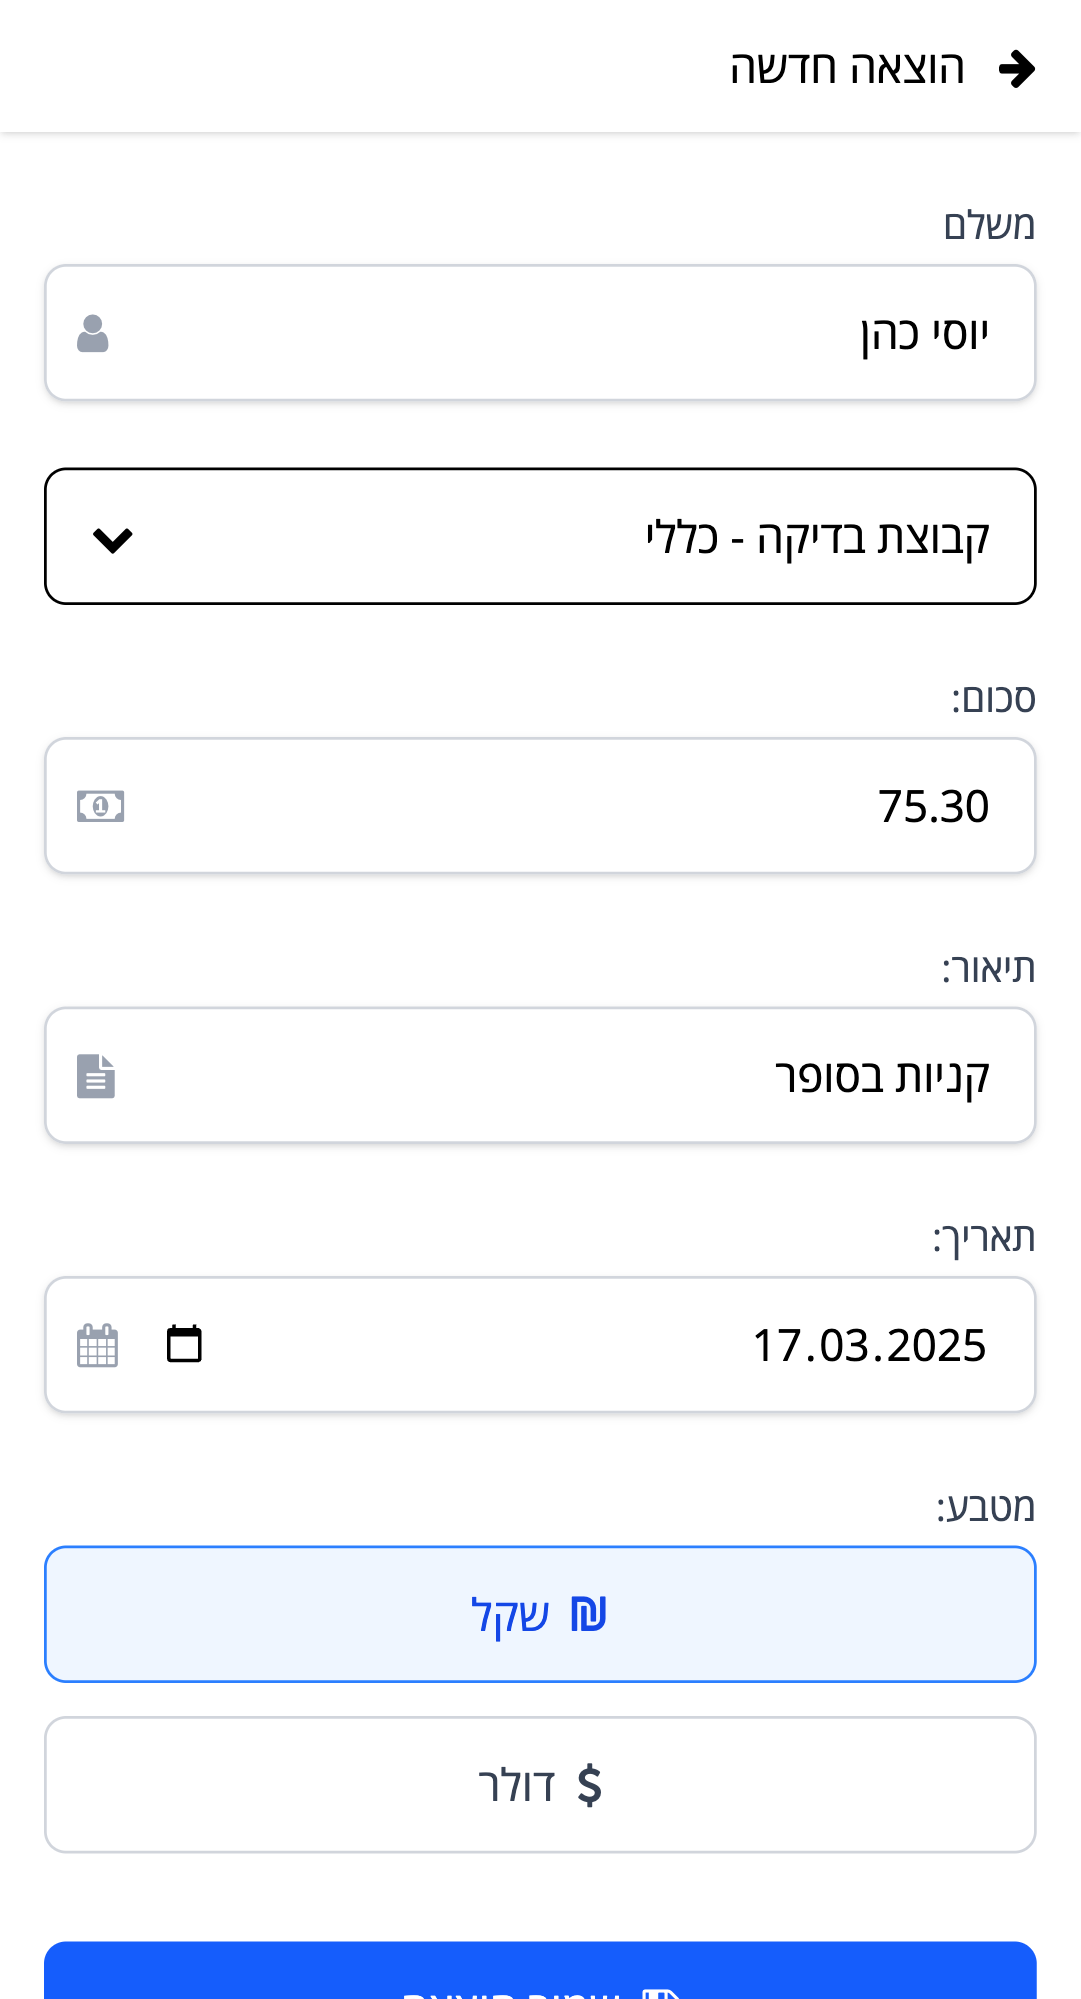 הוצאה חדשה
משלם
יוסי כהן
קבוצת בדיקה - כללי
סכום:
75.30
תיאור:
קניות בסופר
תאריך:
17.03.2025
מטבע:
₪ שקל
$ דולר